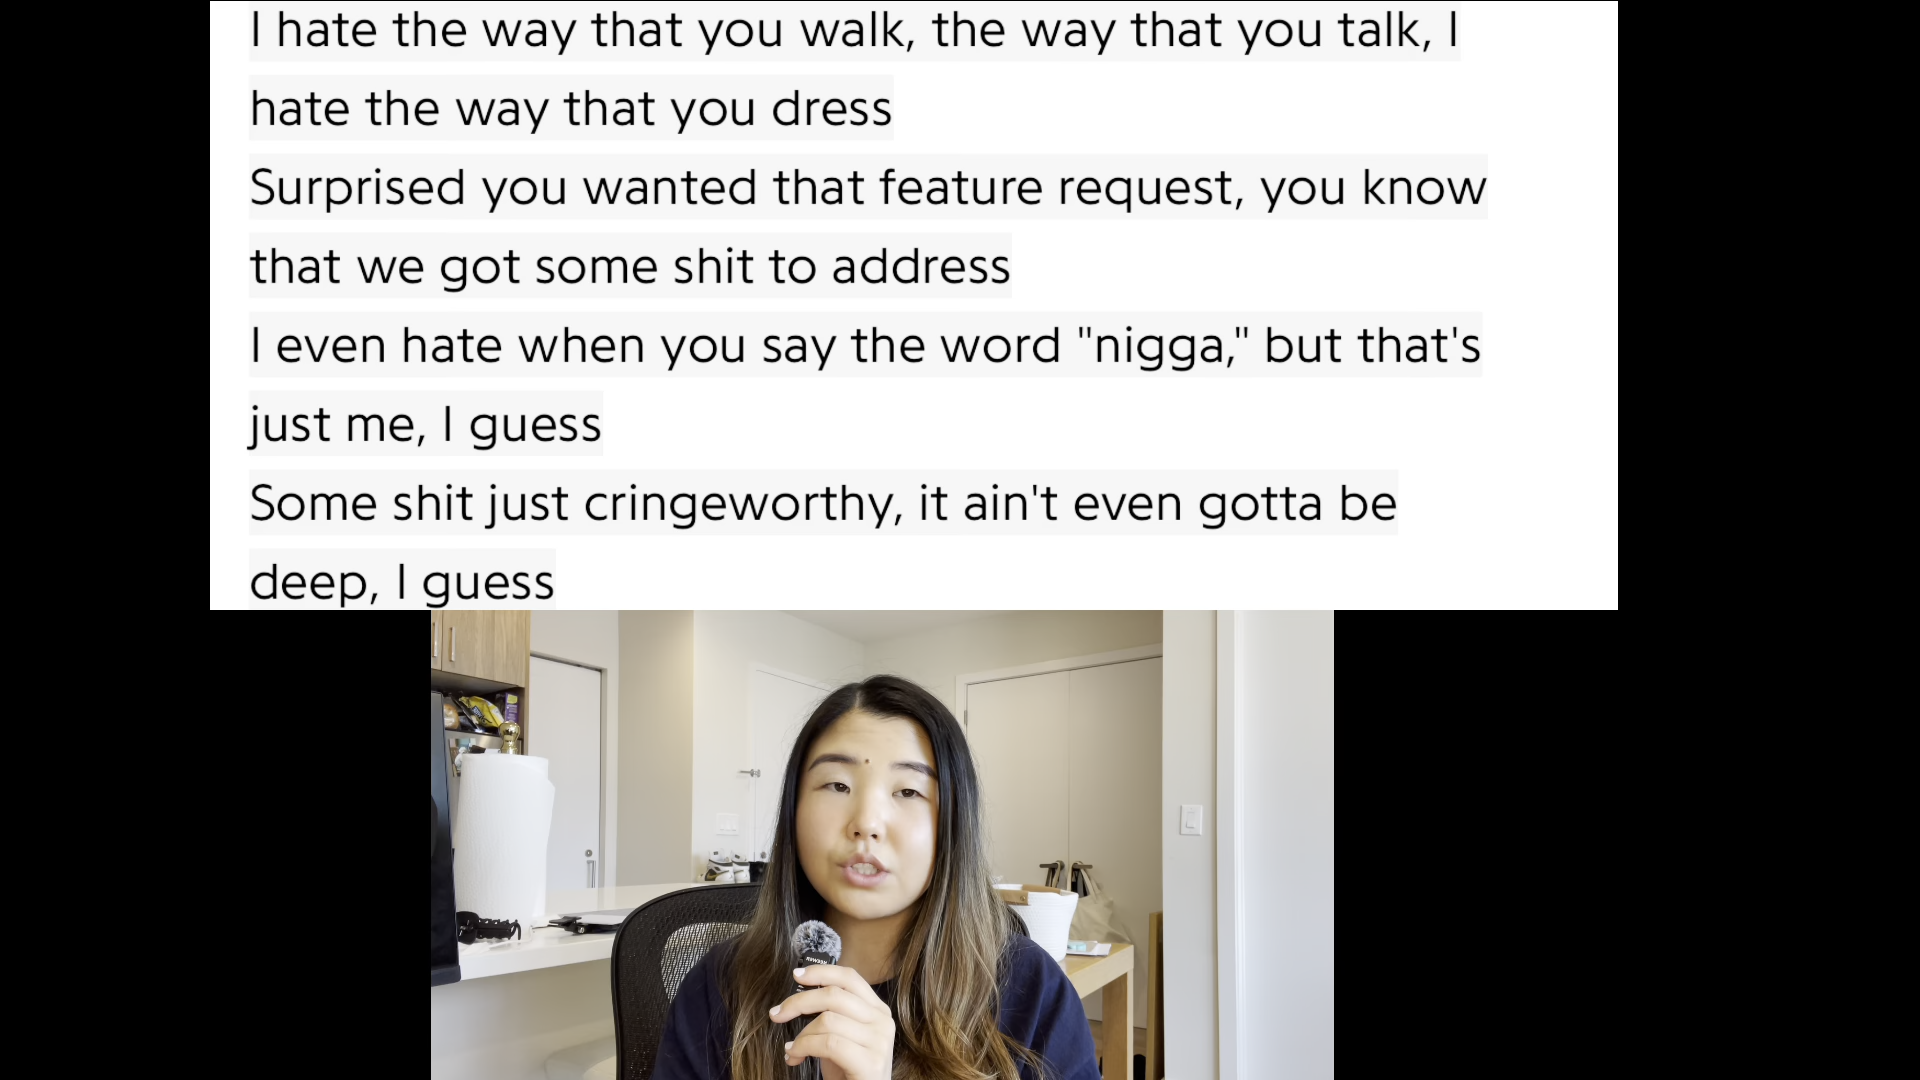 I hate the way that you walk, the way that you talk, I
hate the way that you dress
Surprised you wanted that feature request, you know
that we got some shit to address
I even hate when you say the word "nigga," but that's
just me, I guess
Some shit just cringeworthy, it ain't even gotta be
deep, I guess